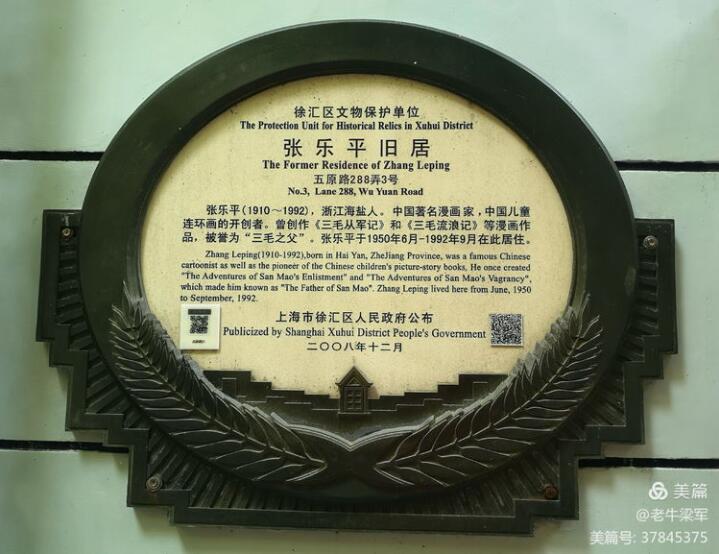 徐汇区文物保护单位
The Protection Unit for Historical Relics in Xuhui District
张乐平旧居
The Former Residence of Zhang Leping
五原路288弄3号
No.3, Lane 288, Wu Yuan Road
张乐平(1910～1992)，浙江海盐人。中国著名漫画家，中国儿童
连环画的开创者。曾创作《三毛从军记》和《三毛流浪记》等漫画作
品，被誉为“三毛之父”。张乐平于1950年6月-1992年9月在此居住。
Zhang Leping(1910-1992),born in Hai Yan, ZheJiang Province, was a famous Chinese
cartoonist as well as the pioneer of the Chinese children's picture-story books. He once created
"The Adventures of San Mao's Enlistment" and "The Adventures of San Mao's Vagrancy",
which made him known as "The Father of San Mao". Zhang Leping lived here from June, 1950
to September, 1992.
上海市徐汇区人民政府公布
Publicized by Shanghai Xuhui District People's Government
二〇〇八年十二月
美篇
@老牛梁军
美篇号: 37845375